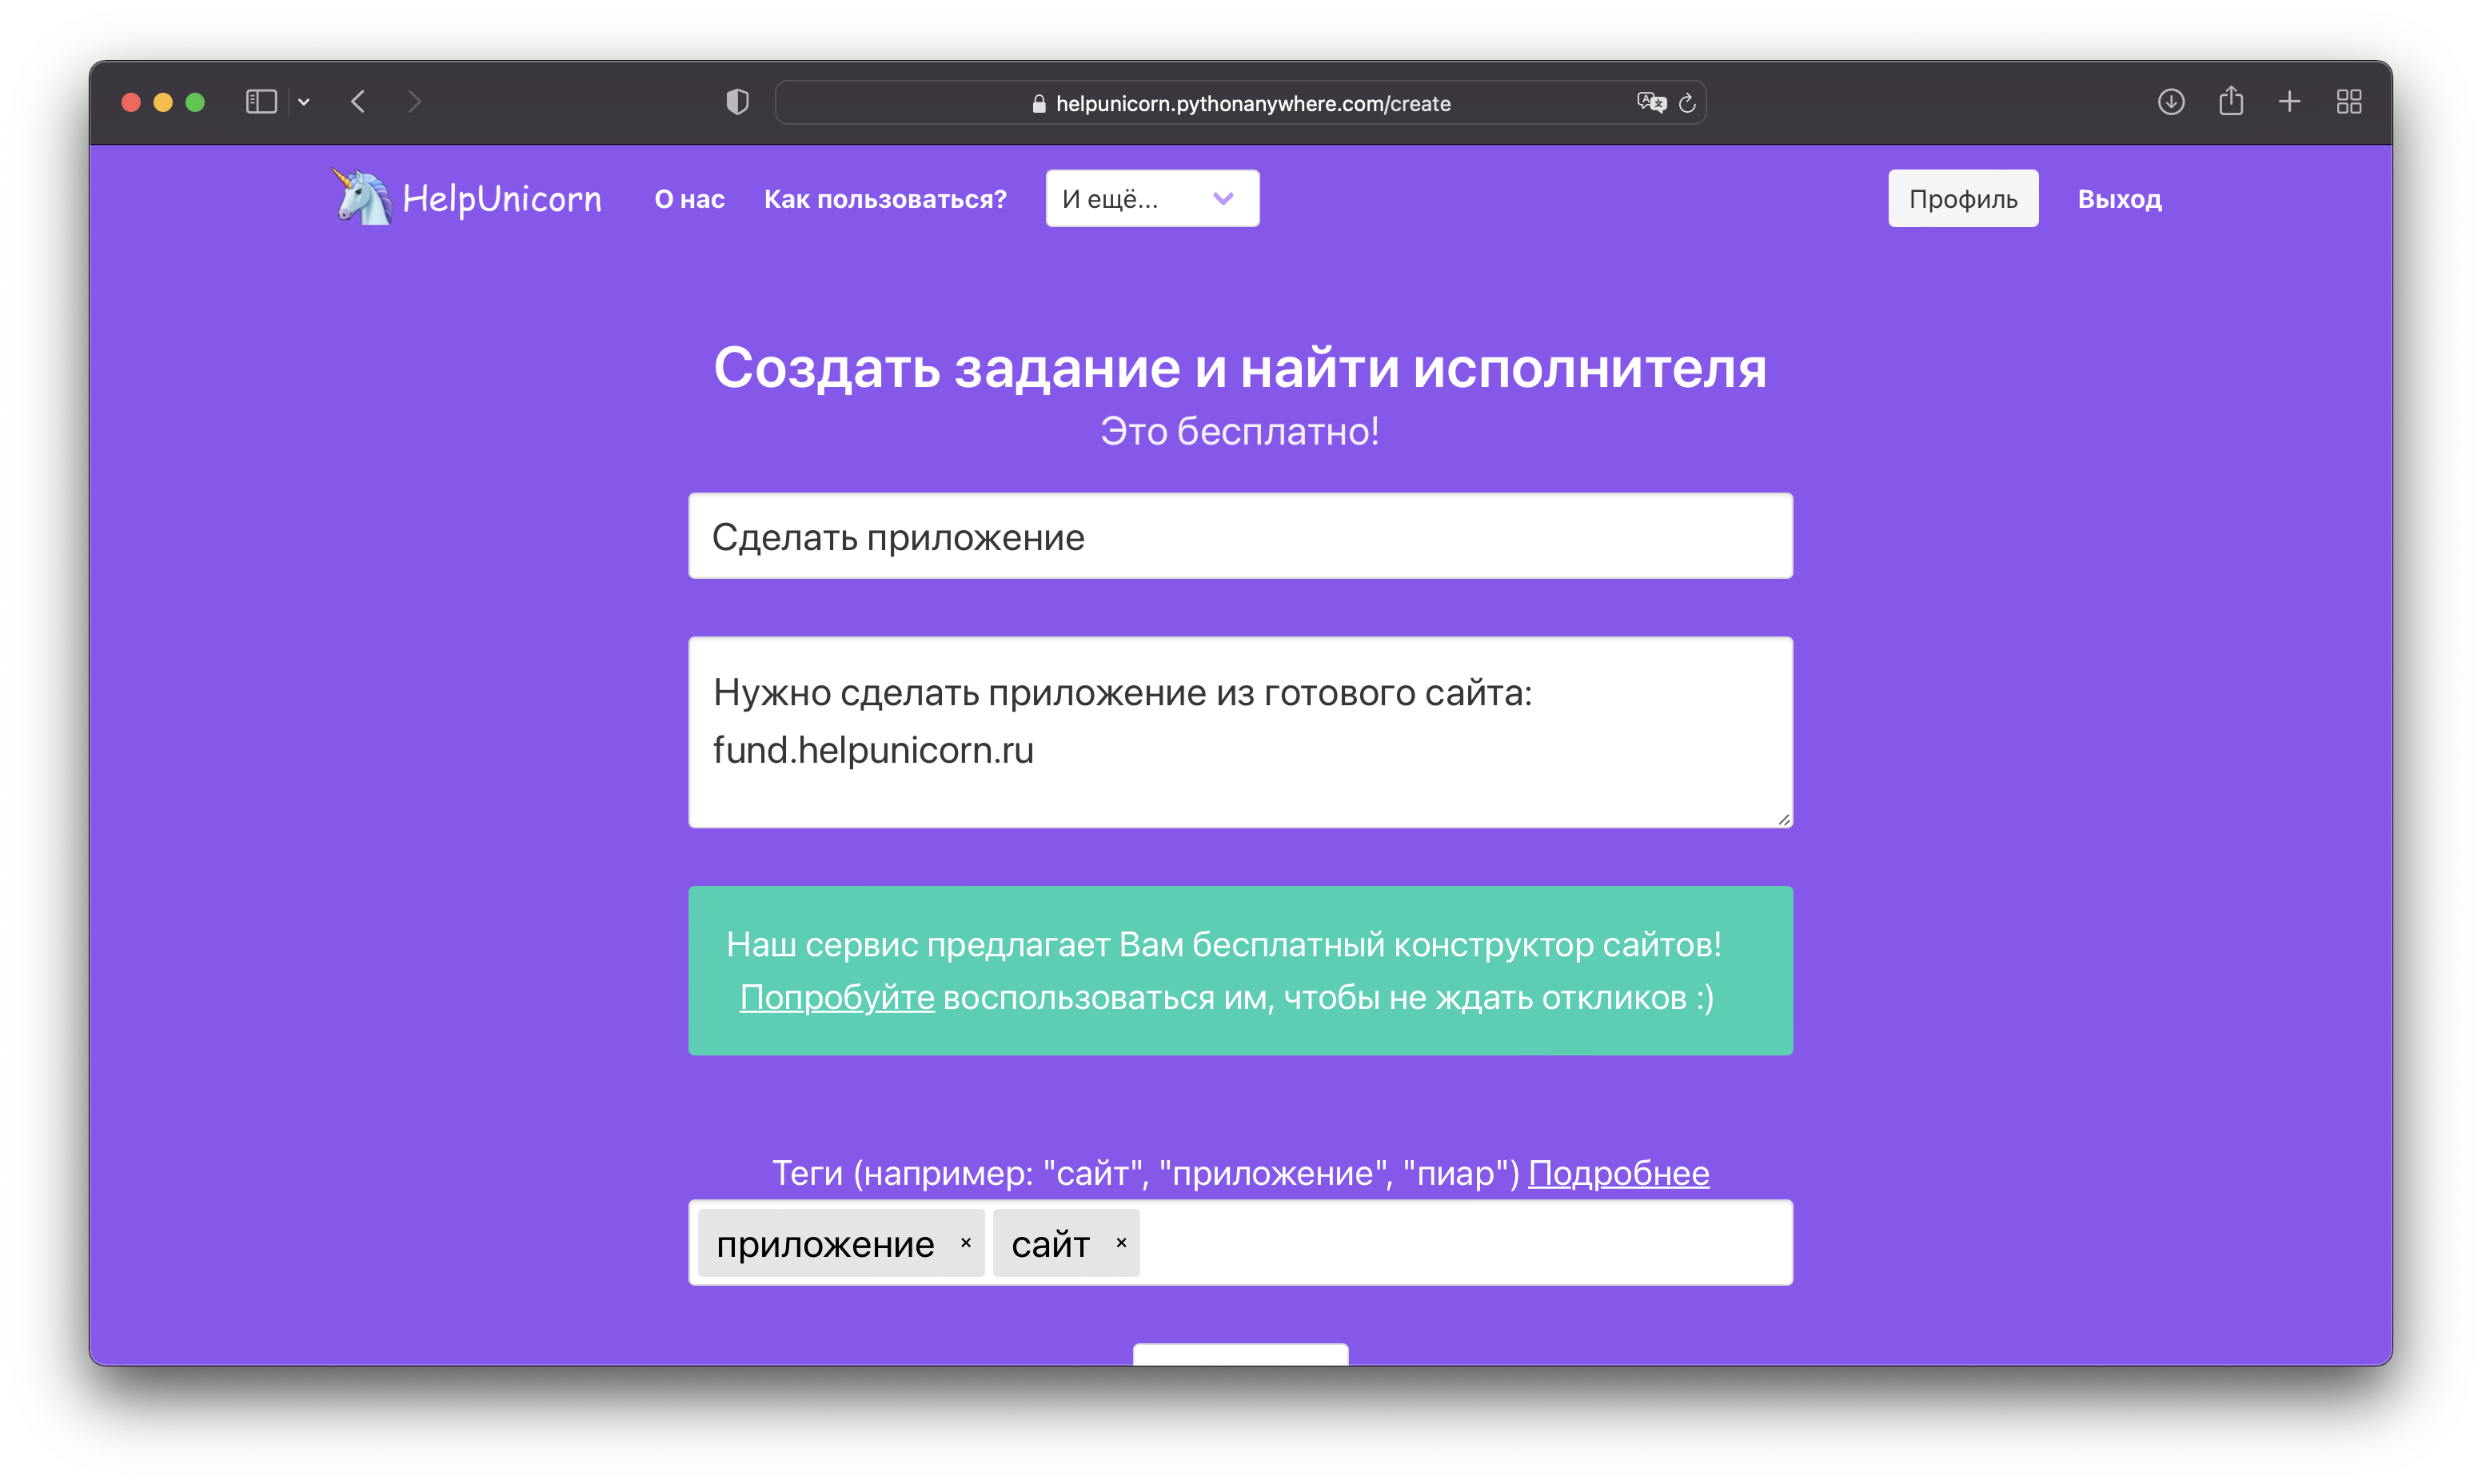 helpunicorn.pythonanywhere.com/create
HelpUnicorn
О нас
Как пользоваться?
И ещё...
Профиль
Выход
Создать задание и найти исполнителя
Это бесплатно!
Сделать приложение
Нужно сделать приложение из готового сайта:
fund.helpunicorn.ru
Наш сервис предлагает Вам бесплатный конструктор сайтов!
Попробуйте воспользоваться им, чтобы не ждать откликов :)
Теги (например: "сайт", "приложение", "пиар") Подробнее
приложение × сайт ×